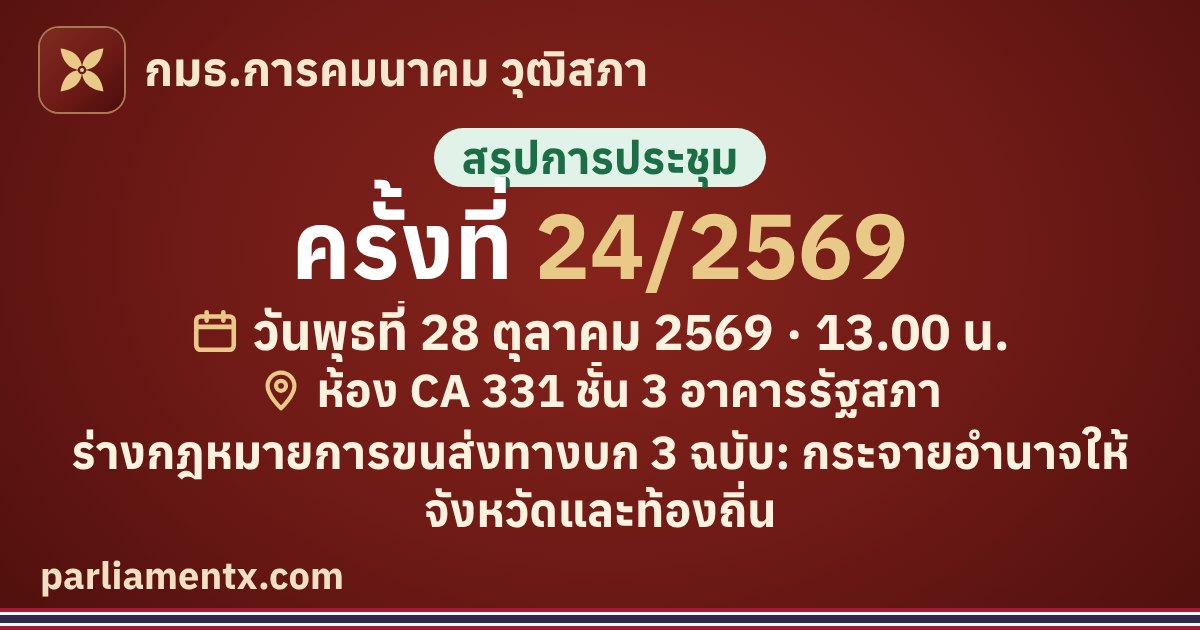 กมธ.การคมนาคม วุฒิสภา
สรุปการประชุม
ครั้งที่ 24/2569
วันพุธที่ 28 ตุลาคม 2569 · 13.00 น.
ห้อง CA 331 ชั้น 3 อาคารรัฐสภา
ร่างกฎหมายการขนส่งทางบก 3 ฉบับ: กระจายอำนาจให้
จังหวัดและท้องถิ่น
parliamentx.com